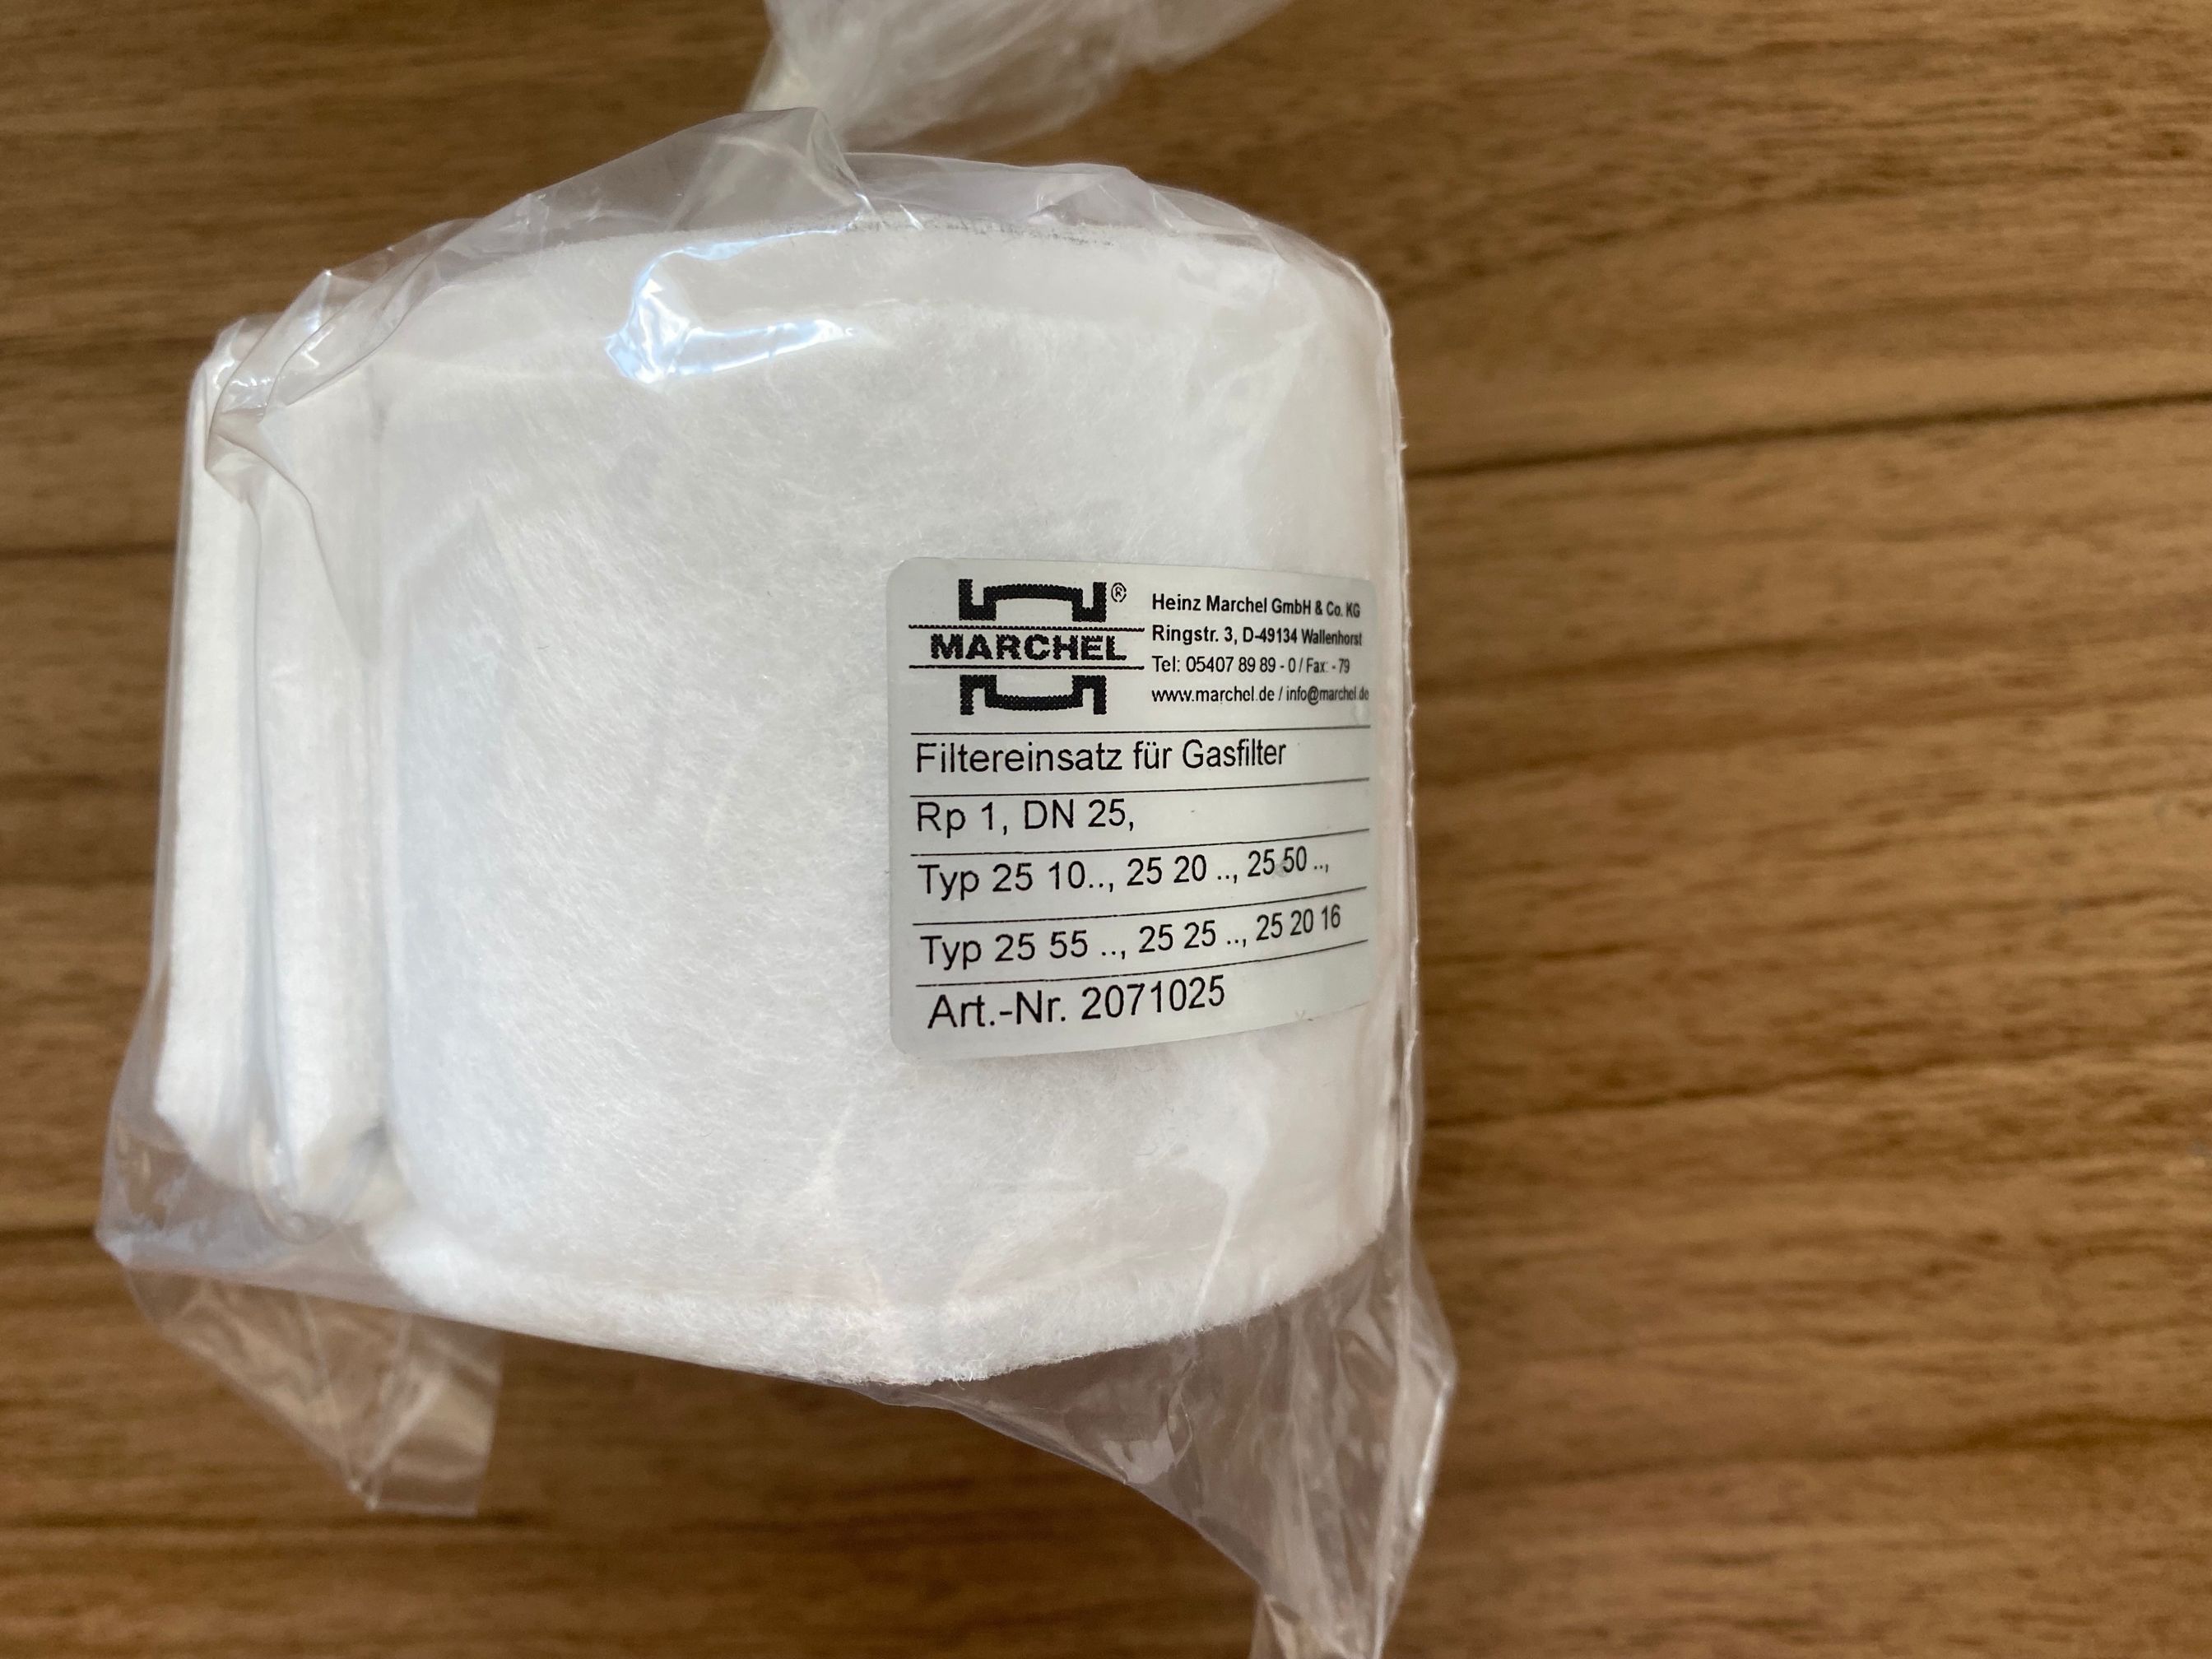 MARCHEL®
Heinz Marchel GmbH & Co. KG
Ringstr. 3, D-49134 Wallenhorst
Tel: 05407 89 89 - 0 / Fax: - 79
www.marchel.de / info@marchel.de
Filtereinsatz für Gasfilter
Rp 1, DN 25,
Typ 25 10.., 25 20 .., 25 50 ..,
Typ 25 55 .., 25 25 .., 25 20 16
Art.-Nr. 2071025